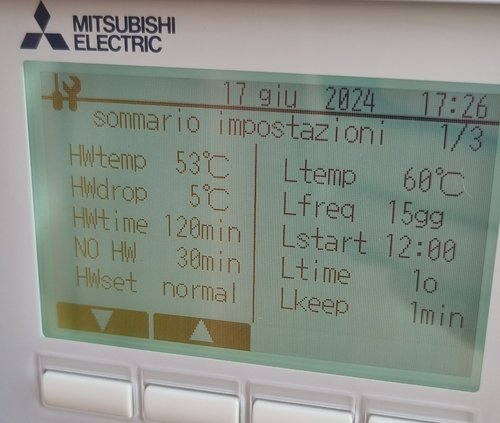 MITSUBISHI
ELECTRIC
17 giu 2024 17:26
sommario impostazioni 1/3
HWtemp 53℃
HWdrop 5℃
HWtime 120min
NO HW 30min
HWset normal
Ltemp 60℃
Lfreq 15gg
Lstart 12:00
Ltime 1o
Lkeep 1min